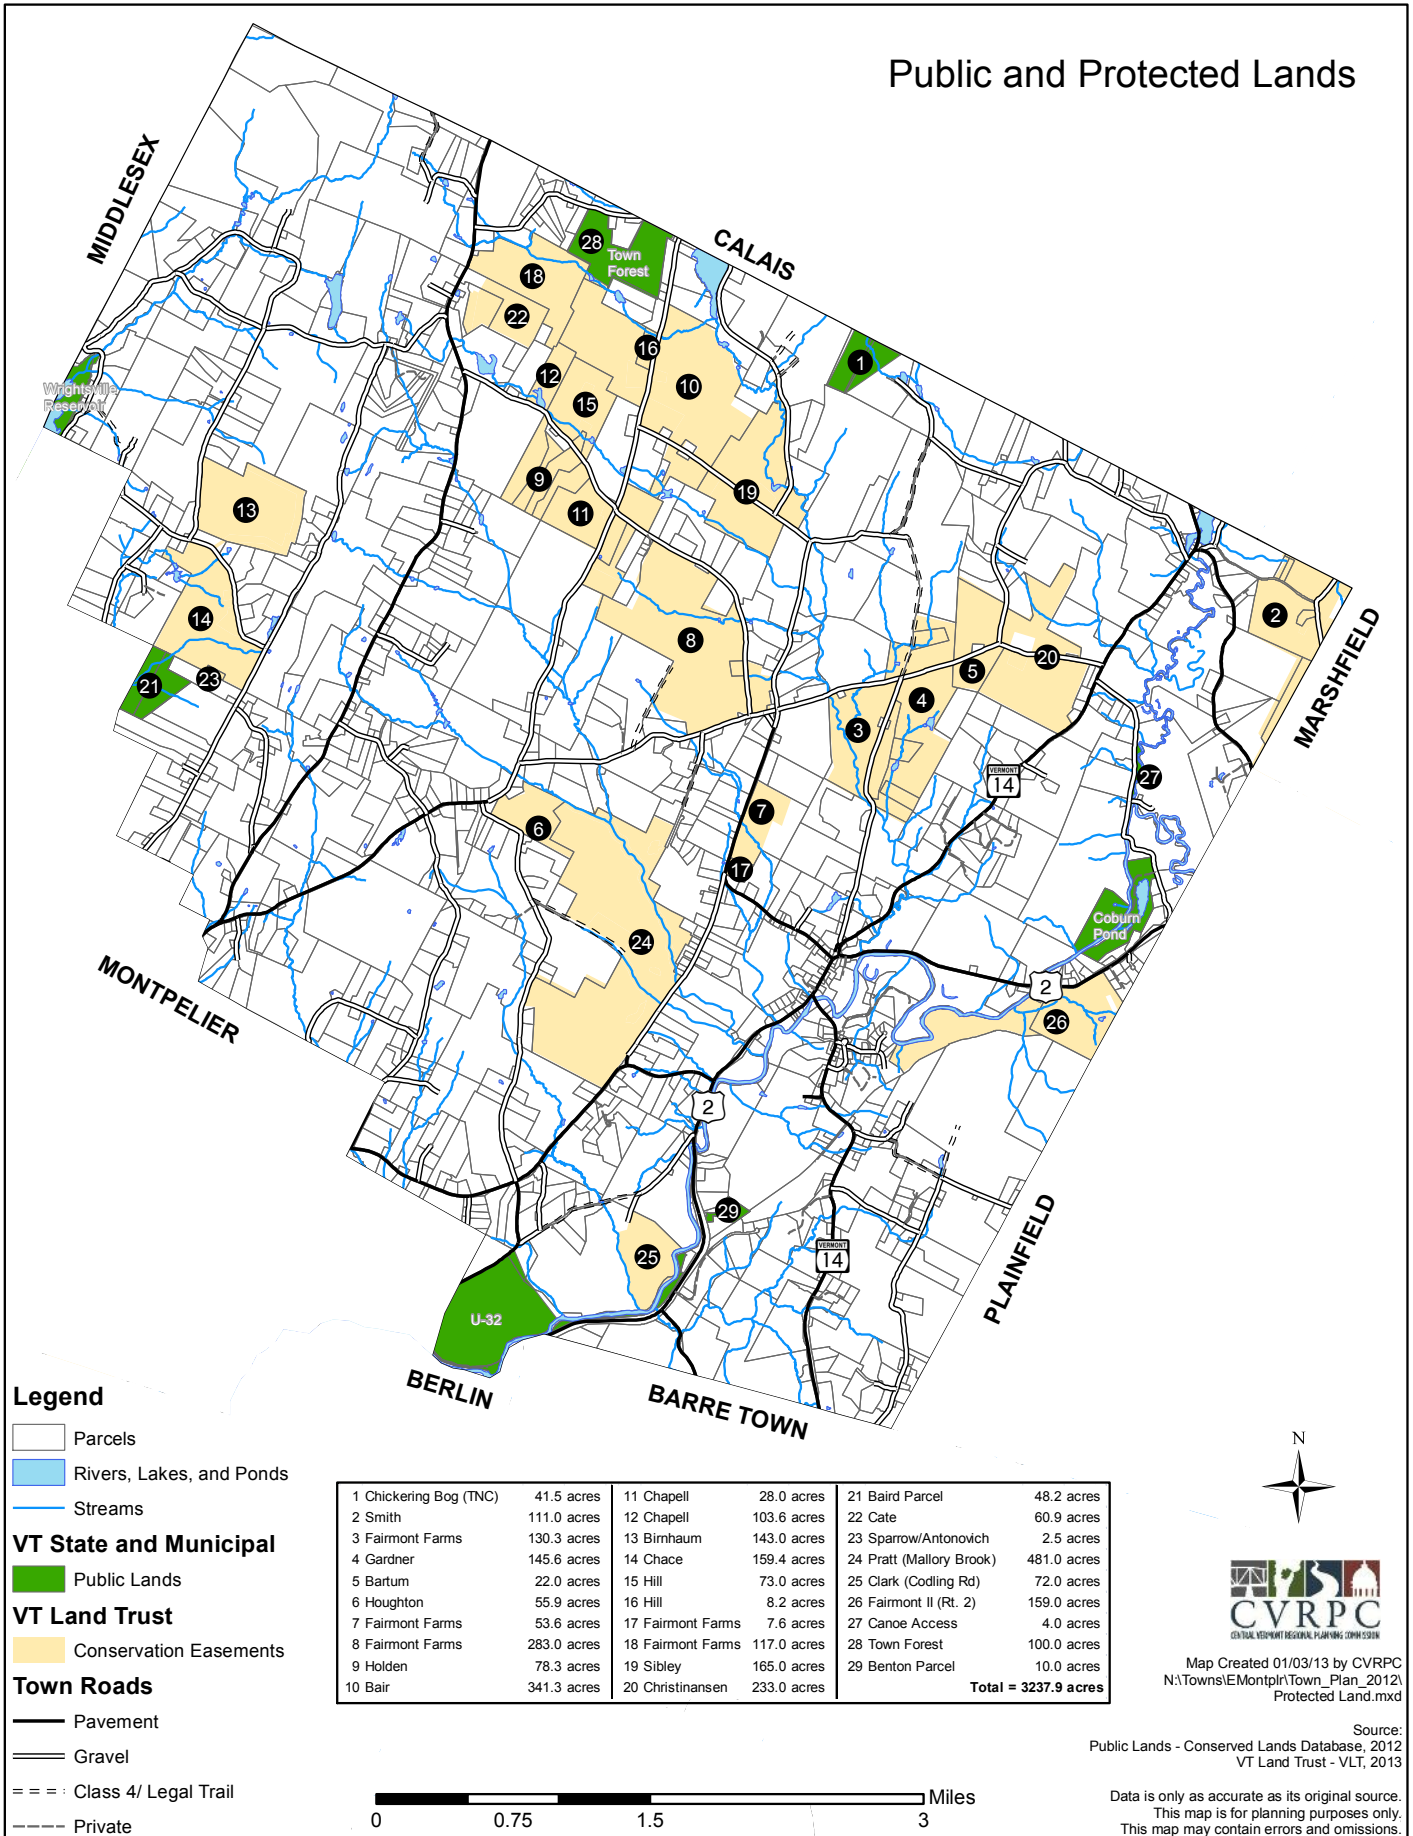 Public and Protected Lands
MIDDLESEX
CALAIS
MARSHFIELD
PLAINFIELD
BARRE TOWN
BERLIN
MONTPELIER
28
Town
Forest
18
22
16
1
12
10
15
Wrightsville
Reservoir
9
19
13
11
2
14
8
20
5
23
21
4
3
VERMONT
14
27
7
6
17
Coburn
Pond
24
2
26
2
29
VERMONT
14
25
U-32
Legend
Parcels
Rivers, Lakes, and Ponds
Streams
VT State and Municipal
Public Lands
VT Land Trust
Conservation Easements
Town Roads
Pavement
Gravel
Class 4/ Legal Trail
Private
1 Chickering Bog (TNC) 41.5 acres
2 Smith 111.0 acres
3 Fairmont Farms 130.3 acres
4 Gardner 145.6 acres
5 Bartum 22.0 acres
6 Houghton 55.9 acres
7 Fairmont Farms 53.6 acres
8 Fairmont Farms 283.0 acres
9 Holden 78.3 acres
10 Bair 341.3 acres
11 Chapell 28.0 acres
12 Chapell 103.6 acres
13 Birnhaum 143.0 acres
14 Chace 159.4 acres
15 Hill 73.0 acres
16 Hill 8.2 acres
17 Fairmont Farms 7.6 acres
18 Fairmont Farms 117.0 acres
19 Sibley 165.0 acres
20 Christinansen 233.0 acres
21 Baird Parcel 48.2 acres
22 Cate 60.9 acres
23 Sparrow/Antonovich 2.5 acres
24 Pratt (Mallory Brook) 481.0 acres
25 Clark (Codling Rd) 72.0 acres
26 Fairmont II (Rt. 2) 159.0 acres
27 Canoe Access 4.0 acres
28 Town Forest 100.0 acres
29 Benton Parcel 10.0 acres
Total = 3237.9 acres
Miles
0 0.75 1.5 3
N
CVRPC
CENTRAL VERMONT REGIONAL PLANNING COMMISSION
Map Created 01/03/13 by CVRPC
N:\Towns\EMontplr\Town_Plan_2012\
Protected Land.mxd
Source:
Public Lands - Conserved Lands Database, 2012
VT Land Trust - VLT, 2013
Data is only as accurate as its original source.
This map is for planning purposes only.
This map may contain errors and omissions.